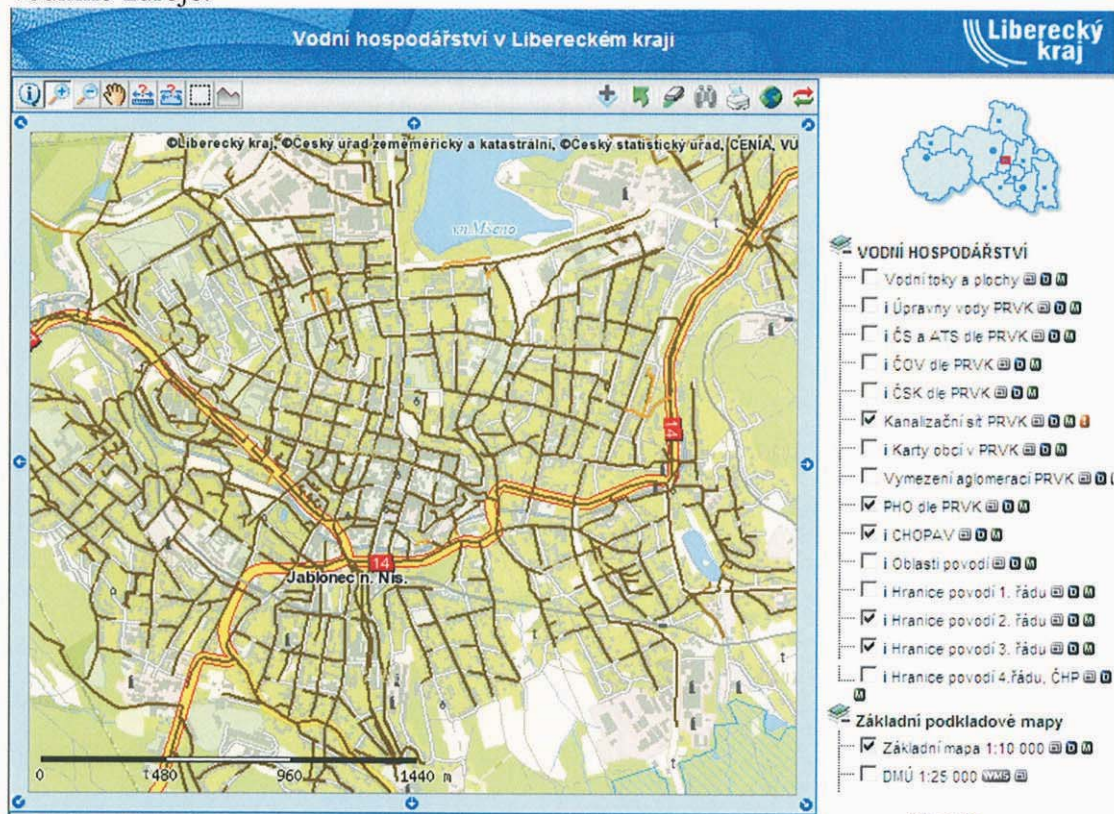 Vodní hospodářství v Libereckém kraji
Liberecký
kraj
©Liberecký kraj, ©Český úřad zeměměřický a katastrální, ©Český statistický úřad, CENIA, VÚ
vn.Mšeno
14
14
Jablonec n. Nis.
0 480 960 1440 m
VODNÍ HOSPODÁŘSTVÍ
Vodní toky a plochy
i Úpravny vody PRVK
i ČS a ATS dle PRVK
i ČOV dle PRVK
i ČSK dle PRVK
Kanalizační síť PRVK
i Karty obcí v PRVK
Vymezení aglomerací PRVK
PHO dle PRVK
i CHOPAV
i Oblasti povodí
i Hranice povodí 1. řádu
i Hranice povodí 2. řádu
i Hranice povodí 3. řádu
i Hranice povodí 4.řádu, ČHP
Základní podkladové mapy
Základní mapa 1:10 000
DMÚ 1:25 000 WMS